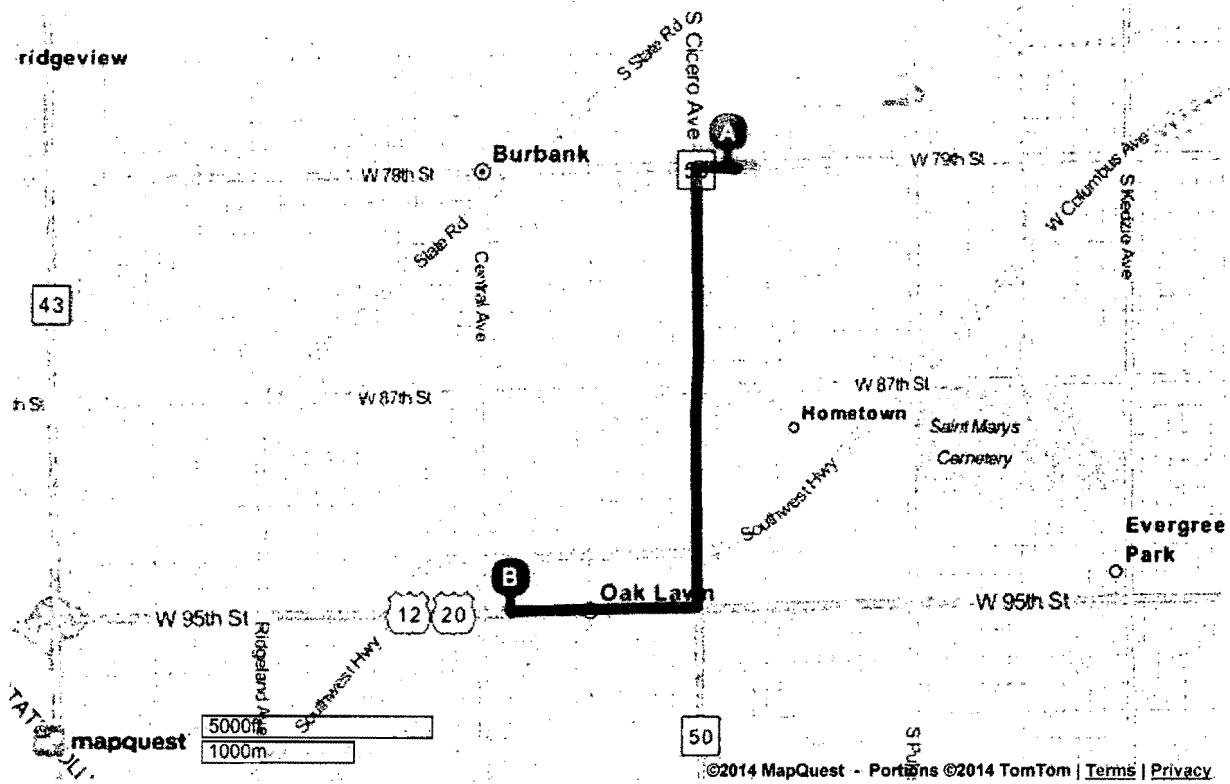 ridgeview
S State Rd
S Cicero Ave
A
Burbank
W 79th St
W 79th St
W Columbus Ave
S Kedzie Ave
State Rd
Central Ave
43
W 87th St
W 87th St
Hometown
Saint Marys
Cemetery
Southwest Hwy
Evergree
Park
B
Oak Lawn
W 95th St
12
20
W 95th St
Ridgeland Ave
Southwest Hwy
mapquest
5000ft
1000m
50
©2014 MapQuest - Portions ©2014 TomTom | Terms | Privacy